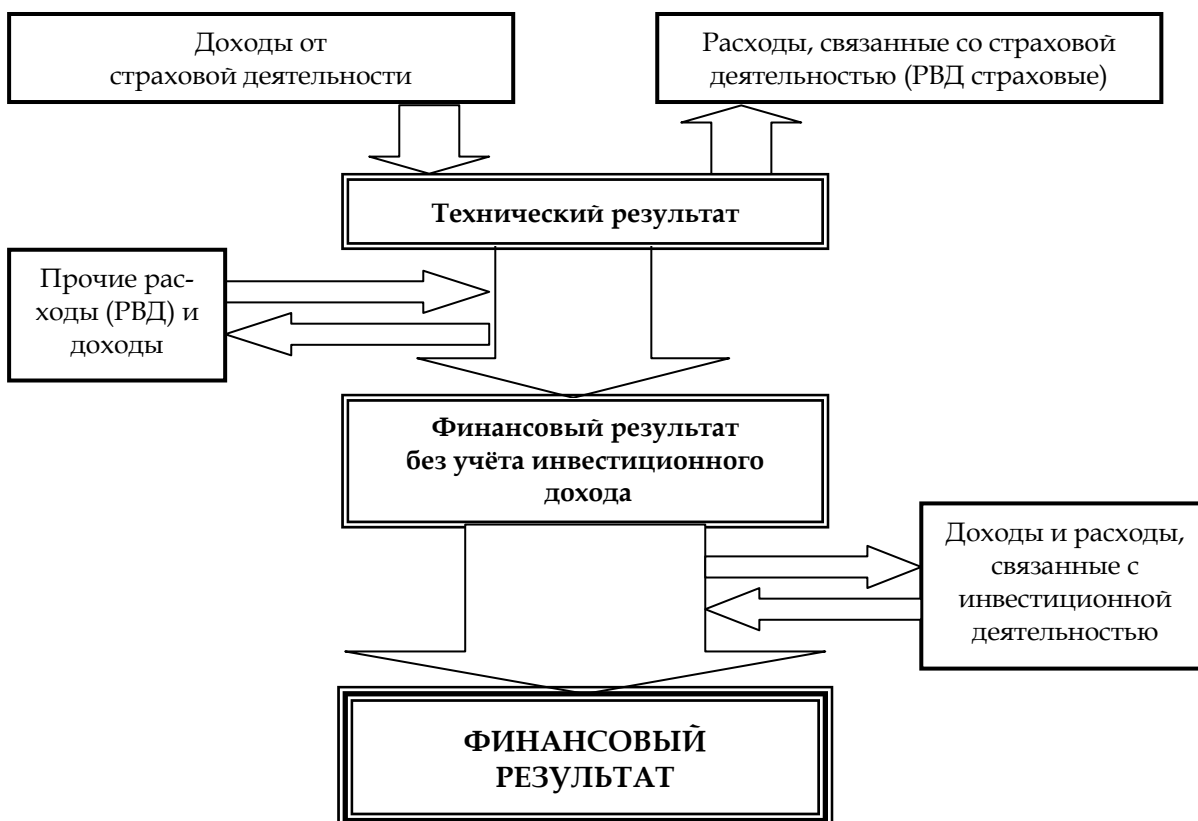 Доходы от
страховой деятельности
Расходы, связанные со страховой
деятельностью (РВД страховые)
Технический результат
Прочие рас-
ходы (РВД) и
доходы
Финансовый результат
без учёта инвестиционного
дохода
Доходы и расходы,
связанные с
инвестиционной
деятельностью
ФИНАНСОВЫЙ
РЕЗУЛЬТАТ